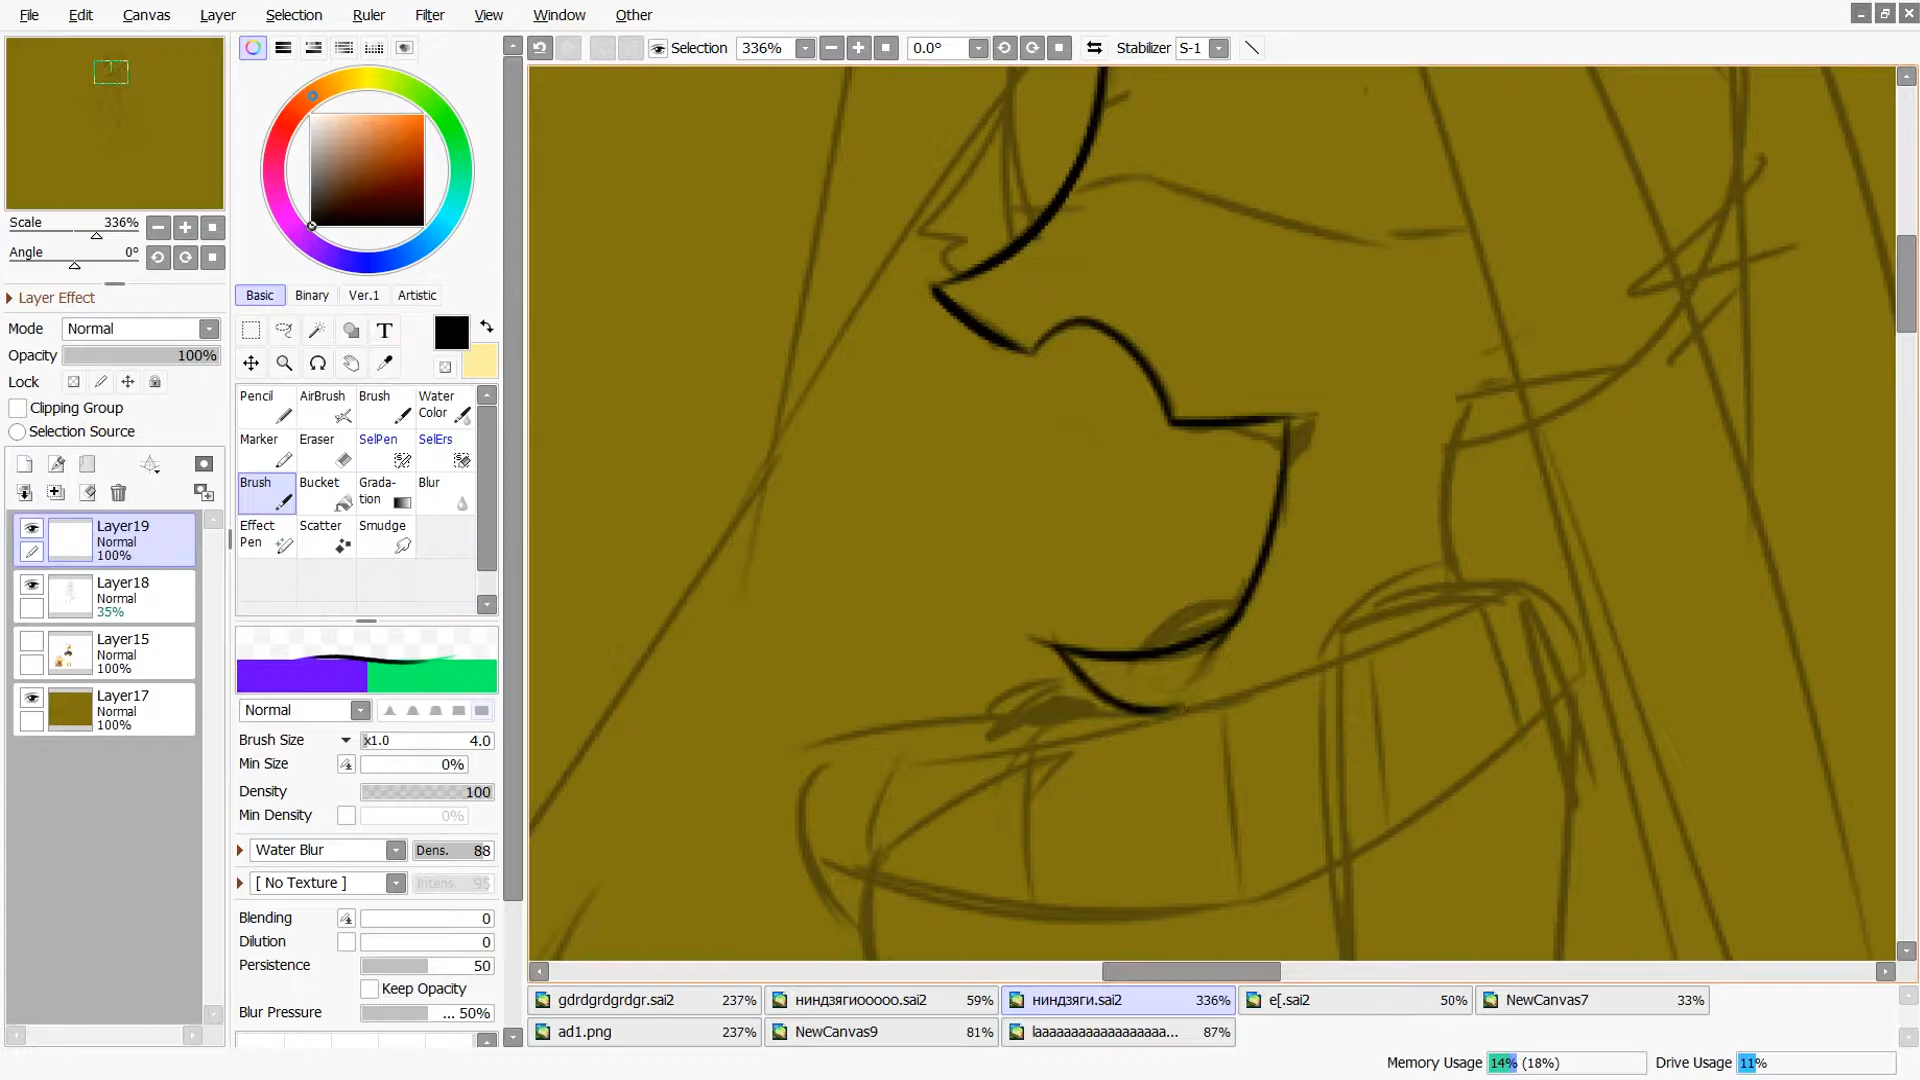 File Edit Canvas Layer Selection Ruler Filter View Window Other
Selection 336% 0.0° Stabilizer S-1
Scale 336%
Angle 0°
Layer Effect
Mode Normal
Opacity 100%
Lock
Clipping Group
Selection Source
Layer19
Normal
100%
Layer18
Normal
35%
Layer15
Normal
100%
Layer17
Normal
100%
Basic Binary Ver.1 Artistic
T
Pencil AirBrush Brush Water Color
Marker Eraser SelPen SelErs
Brush Bucket Grada-tion Blur
Effect Pen Scatter Smudge
Normal
Brush Size x1.0 4.0
Min Size 0%
Density 100
Min Density 0%
Water Blur Dens. 88
[ No Texture ] Intens. 95
Blending 0
Dilution 0
Persistence 50
Keep Opacity
Blur Pressure ... 50%
gdrdgrdgrdgr.sai2 237% ниндзягиооооо.sai2 59% ниндзяги.sai2 336% е[.sai2 50% NewCanvas7 33%
ad1.png 237% NewCanvas9 81% laaaaaaaaaaaaaaaaaa... 87%
Memory Usage 14% (18%) Drive Usage 11%